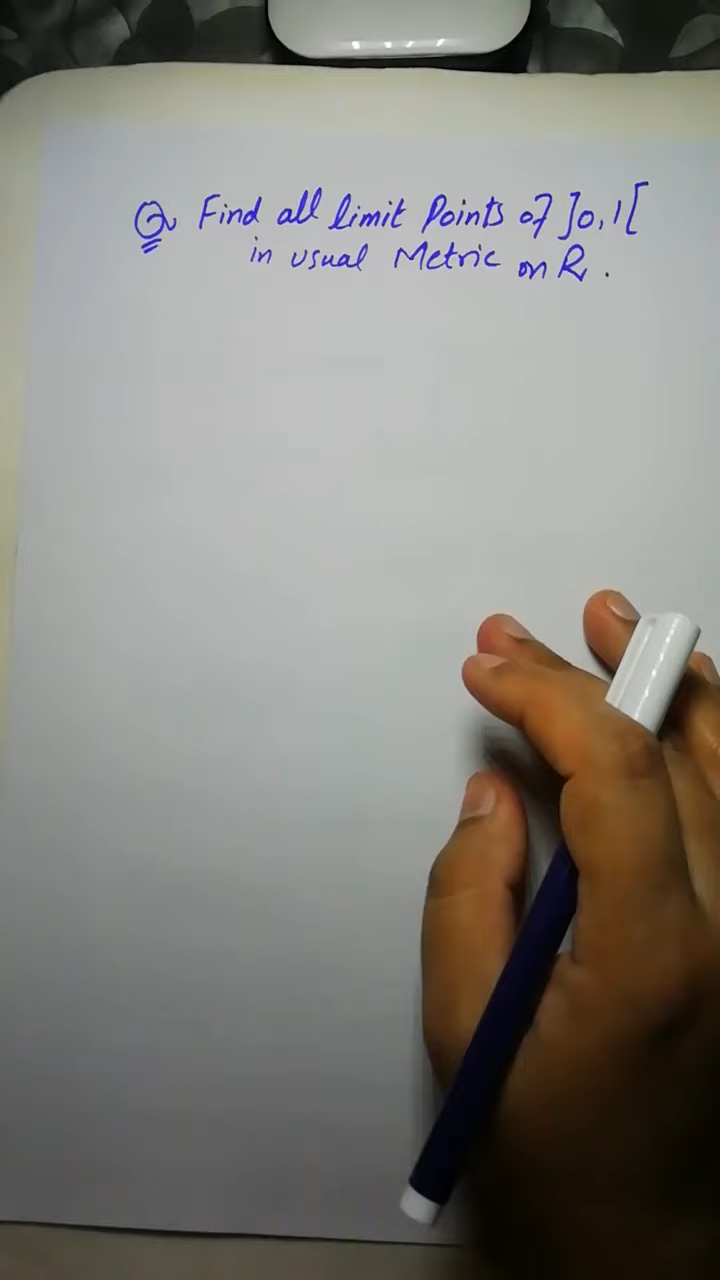 Q Find all limit Points of ]0,1[
in usual Metric on R.